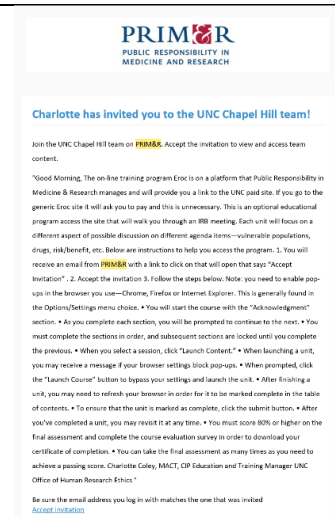 PRIM&R
PUBLIC RESPONSIBILITY IN
MEDICINE AND RESEARCH
Charlotte has invited you to the UNC Chapel Hill team!
Join the UNC Chapel Hill team on PRIM&R. Accept the invitation to view and access team
content.
"Good Morning, The on-line training program Eroc is on a platform that Public Responsibility in
Medicine & Research manages and will provide you a link to the UNC paid site. If you go to the
generic Eroc site it will ask you to pay and this is unnecessary. This is an optional educational
program access the site that will walk you through an IRB meeting. Each unit will focus on a
different aspect of possible discussion on different agenda items—vulnerable populations,
drugs, risk/benefit, etc. Below are instructions to help you access the program. 1. You will
receive an email from PRIM&R with a link to click on that will open that says "Accept
Invitation" . 2. Accept the invitation 3. Follow the steps below. Note: you need to enable pop-
ups in the browser you use—Chrome, Firefox or Internet Explorer. This is generally found in
the Options/Settings menu choice. • You will start the course with the "Acknowledgment"
section. • As you complete each section, you will be prompted to continue to the next. • You
must complete the sections in order, and subsequent sections are locked until you complete
the previous. • When you select a session, click "Launch Content." • When launching a unit,
you may receive a message if your browser settings block pop-ups. • When prompted, click
the "Launch Course" button to bypass your settings and launch the unit. • After finishing a
unit, you may need to refresh your browser in order for it to be marked complete in the table
of contents. • To ensure that the unit is marked as complete, click the submit button. • After
you've completed a unit, you may revisit it at any time. • You must score 80% or higher on the
final assessment and complete the course evaluation survey in order to download your
certificate of completion. • You can take the final assessment as many times as you need to
achieve a passing score. Charlotte Coley, MACT, CIP Education and Training Manager UNC
Office of Human Research Ethics "
Be sure the email address you log in with matches the one that was invited
Accept Invitation